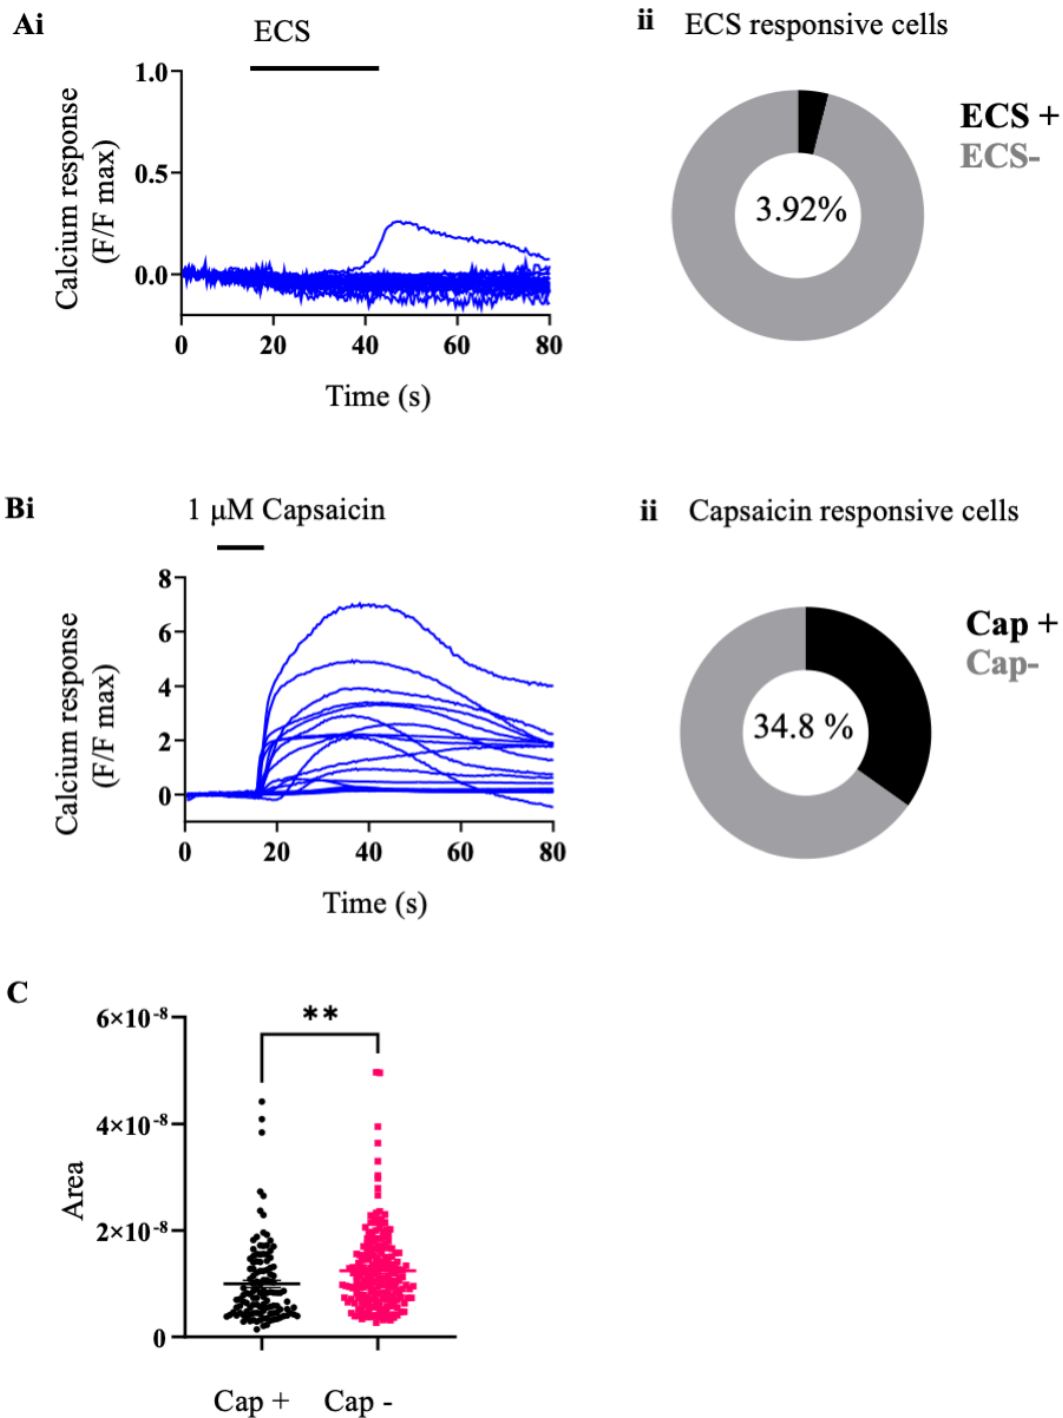 Ai
ECS
1.0
0.5
0.0
Calcium response
(F/F max)
0 20 40 60 80
Time (s)
ii ECS responsive cells
3.92%
ECS +
ECS-
Bi
1 μM Capsaicin
8
6
4
2
0
Calcium response
(F/F max)
0 20 40 60 80
Time (s)
ii Capsaicin responsive cells
34.8 %
Cap +
Cap-
C
6×10⁻⁸
4×10⁻⁸
2×10⁻⁸
0
Area
**
Cap + Cap -